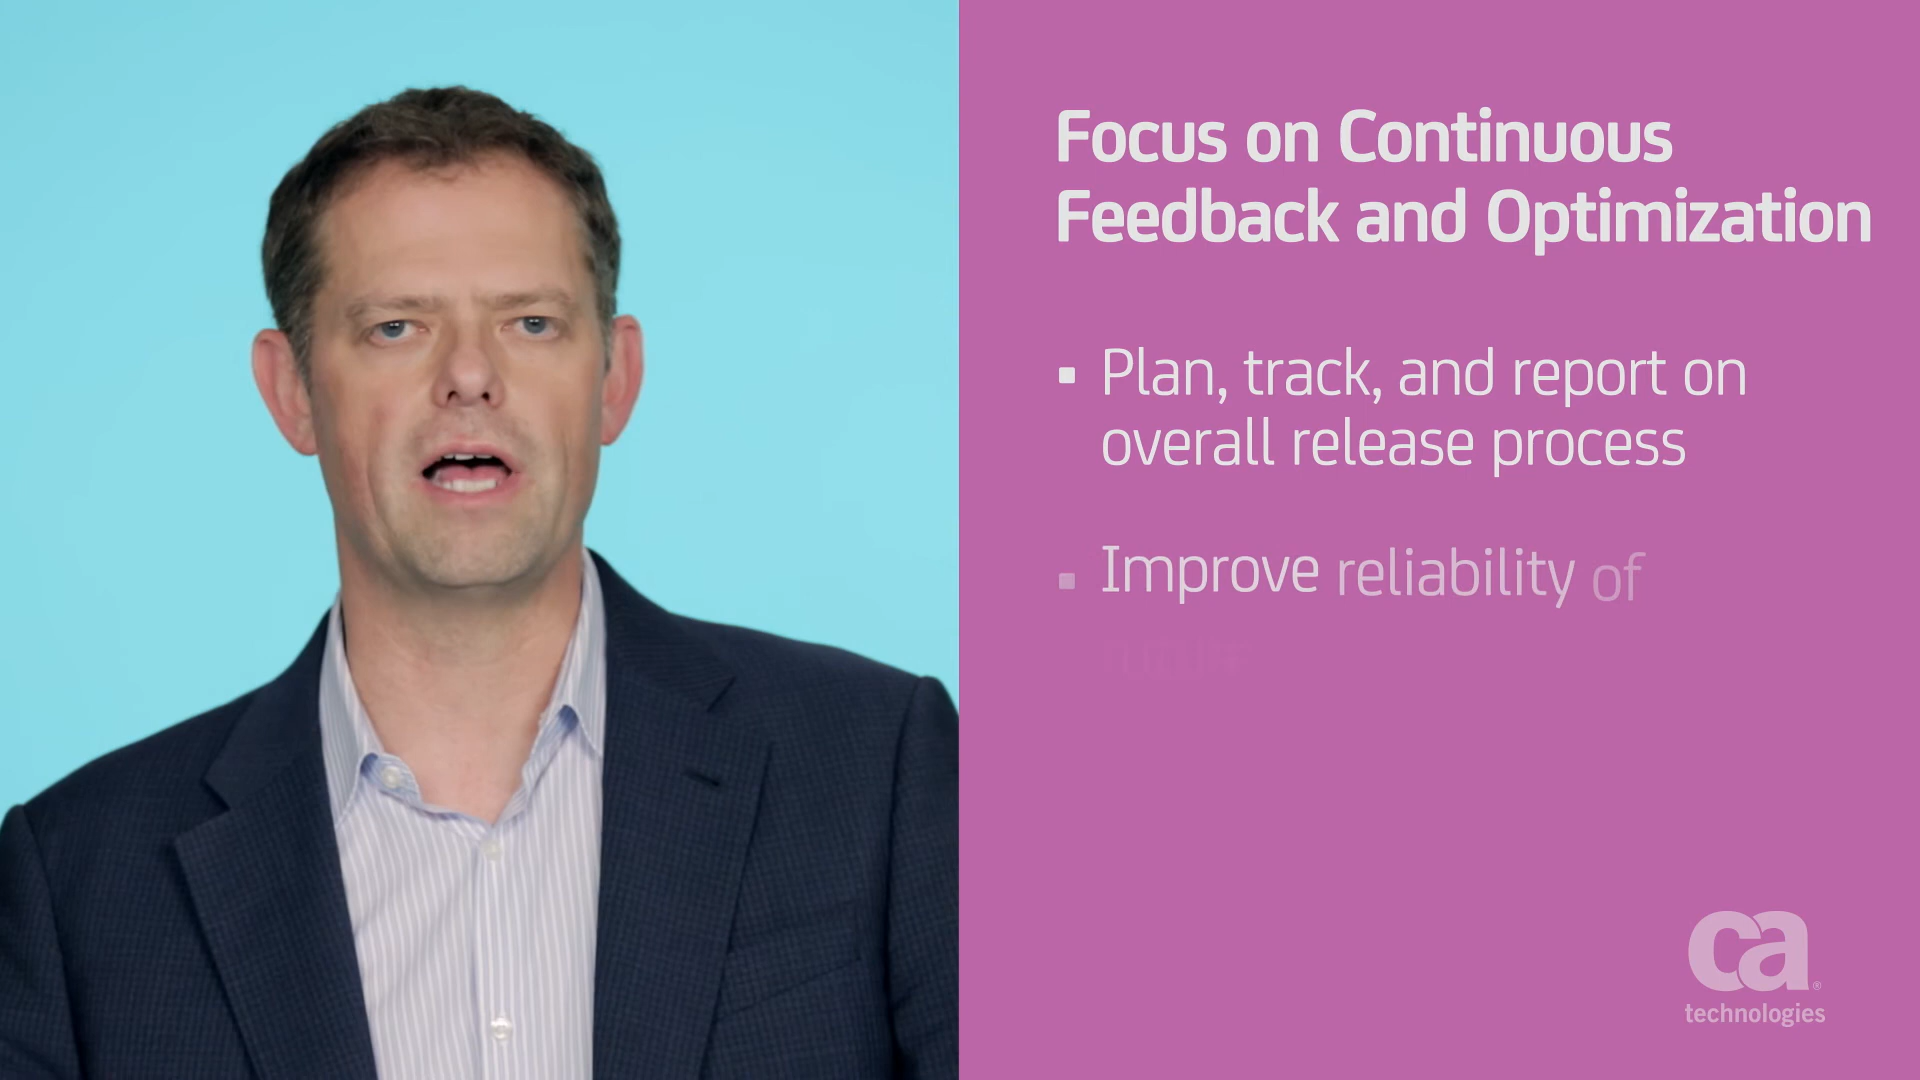 Focus on Continuous
Feedback and Optimization
▪ Plan, track, and report on
overall release process
▪ Improve reliability of
ca®
technologies